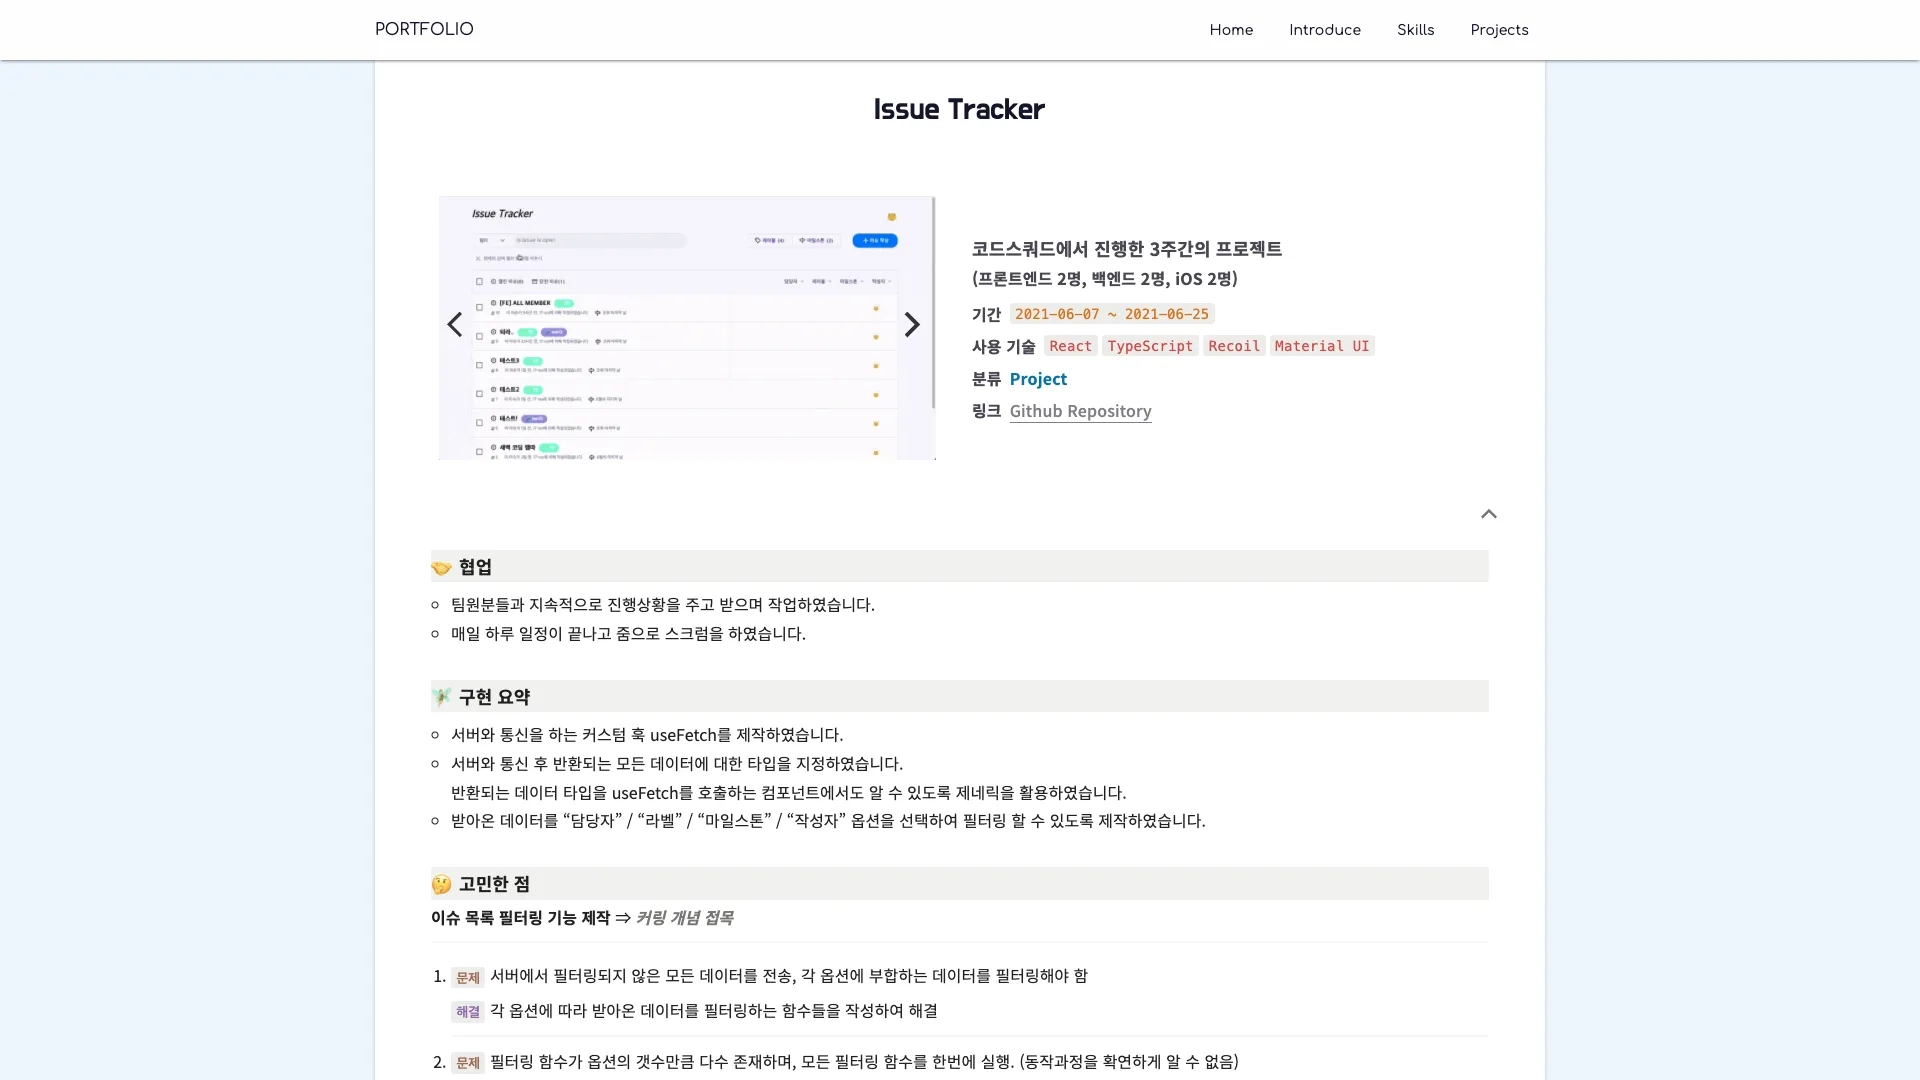 PORTFOLIO
Home Introduce Skills Projects
Issue Tracker
Issue Tracker
[FE] ALL MEMBER
테스트3
테스트2
테스트!
새벽 코딩 멤마
코드스쿼드에서 진행한 3주간의 프로젝트
(프론트엔드 2명, 백엔드 2명, iOS 2명)
기간 2021-06-07 ~ 2021-06-25
사용 기술 React TypeScript Recoil Material UI
분류 Project
링크 Github Repository
🤝 협업
팀원분들과 지속적으로 진행상황을 주고 받으며 작업하였습니다.
매일 하루 일정이 끝나고 줌으로 스크럼을 하였습니다.
🧚 구현 요약
서버와 통신을 하는 커스텀 훅 useFetch를 제작하였습니다.
서버와 통신 후 반환되는 모든 데이터에 대한 타입을 지정하였습니다.
반환되는 데이터 타입을 useFetch를 호출하는 컴포넌트에서도 알 수 있도록 제네릭을 활용하였습니다.
받아온 데이터를 “담당자” / “라벨” / “마일스톤” / “작성자” 옵션을 선택하여 필터링 할 수 있도록 제작하였습니다.
🤔 고민한 점
이슈 목록 필터링 기능 제작 ⇒ 커링 개념 접목
1. 문제 서버에서 필터링되지 않은 모든 데이터를 전송, 각 옵션에 부합하는 데이터를 필터링해야 함
해결 각 옵션에 따라 받아온 데이터를 필터링하는 함수들을 작성하여 해결
2. 문제 필터링 함수가 옵션의 갯수만큼 다수 존재하며, 모든 필터링 함수를 한번에 실행. (동작과정을 확연하게 알 수 없음)